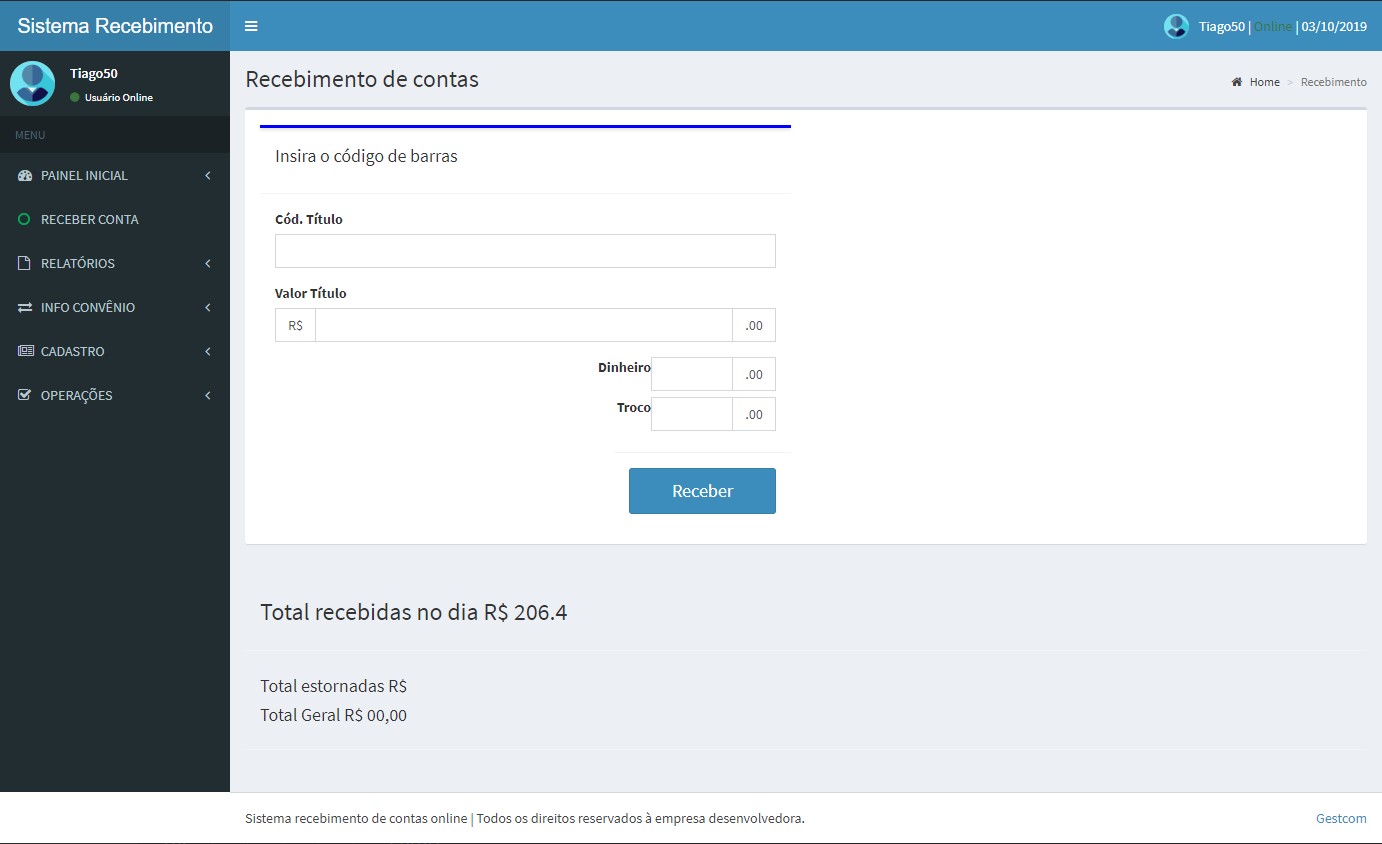 Sistema Recebimento
Tiago50 | Online | 03/10/2019
Tiago50
Usuário Online
MENU
PAINEL INICIAL
RECEBER CONTA
RELATÓRIOS
INFO CONVÊNIO
CADASTRO
OPERAÇÕES
Recebimento de contas
Home > Recebimento
Insira o código de barras
Cód. Título
Valor Título
R$ .00
Dinheiro .00
Troco .00
Receber
Total recebidas no dia R$ 206.4
Total estornadas R$
Total Geral R$ 00,00
Sistema recebimento de contas online | Todos os direitos reservados à empresa desenvolvedora.
Gestcom